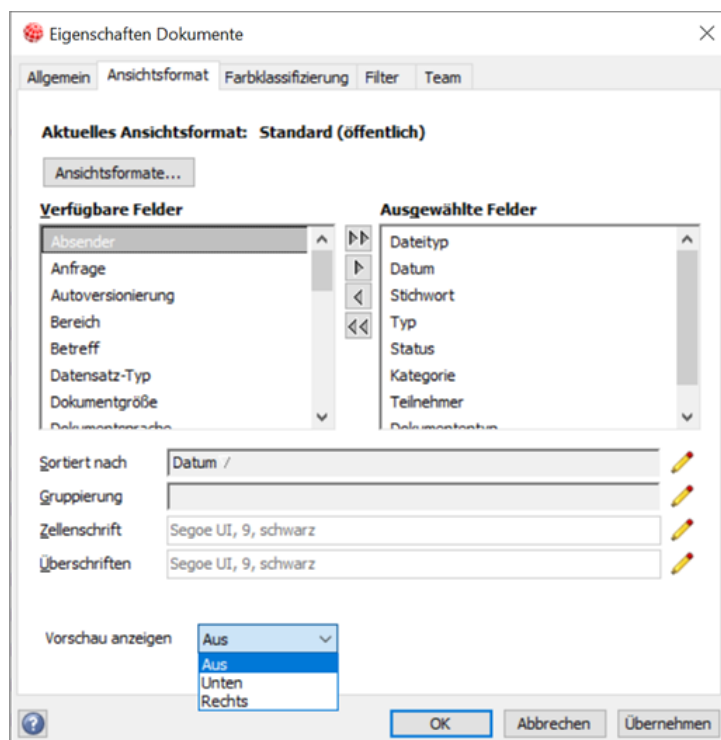 Eigenschaften Dokumente
Allgemein Ansichtsformat Farbklassifizierung Filter Team
Aktuelles Ansichtsformat: Standard (öffentlich)
Ansichtsformate...
Verfügbare Felder Ausgewählte Felder
Absender Dateityp
Anfrage Datum
Autoversionierung Stichwort
Bereich Typ
Betreff Status
Datensatz-Typ Kategorie
Dokumentgröße Teilnehmer
Dokumentsprache Dokumententyp
Sortiert nach Datum /
Gruppierung
Zellenschrift Segoe UI, 9, schwarz
Überschriften Segoe UI, 9, schwarz
Vorschau anzeigen Aus
Aus
Unten
Rechts
? OK Abbrechen Übernehmen